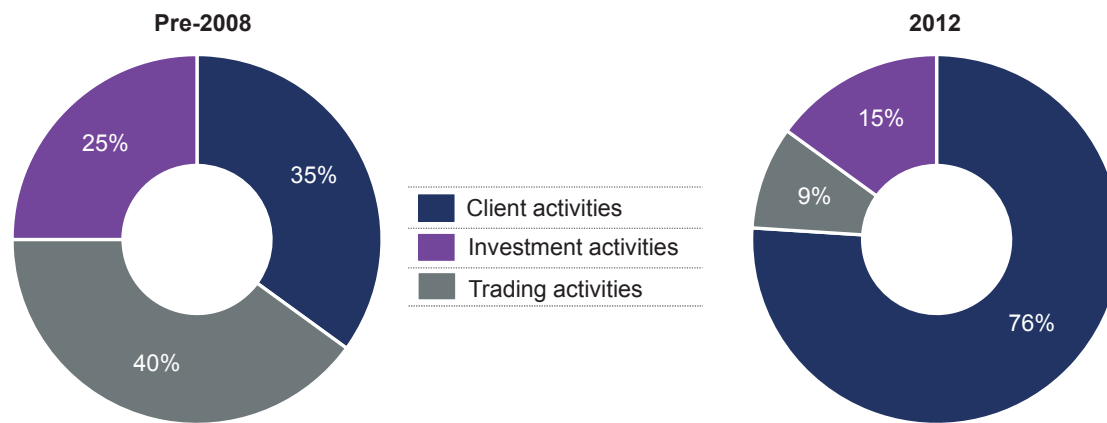 Pre-2008
25%
35%
40%
Client activities
Investment activities
Trading activities
2012
15%
9%
76%